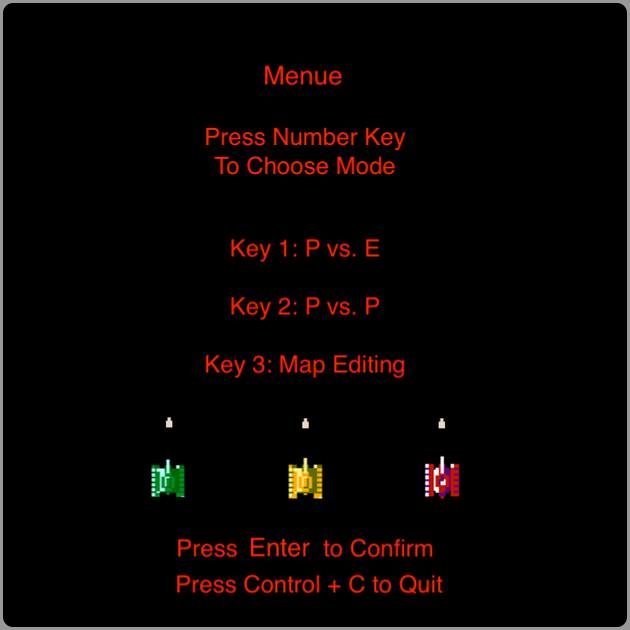 Menue
Press Number Key
To Choose Mode
Key 1: P vs. E
Key 2: P vs. P
Key 3: Map Editing
Press Enter to Confirm
Press Control + C to Quit